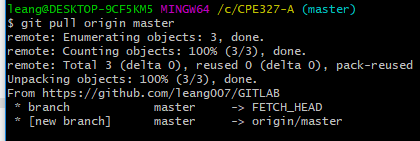 leang@DESKTOP-9CF5KM5 MINGW64 /c/CPE327-A (master)
$ git pull origin master
remote: Enumerating objects: 3, done.
remote: Counting objects: 100% (3/3), done.
remote: Total 3 (delta 0), reused 0 (delta 0), pack-reused
Unpacking objects: 100% (3/3), done.
From https://github.com/leang007/GITLAB
 * branch            master     -> FETCH_HEAD
 * [new branch]      master     -> origin/master